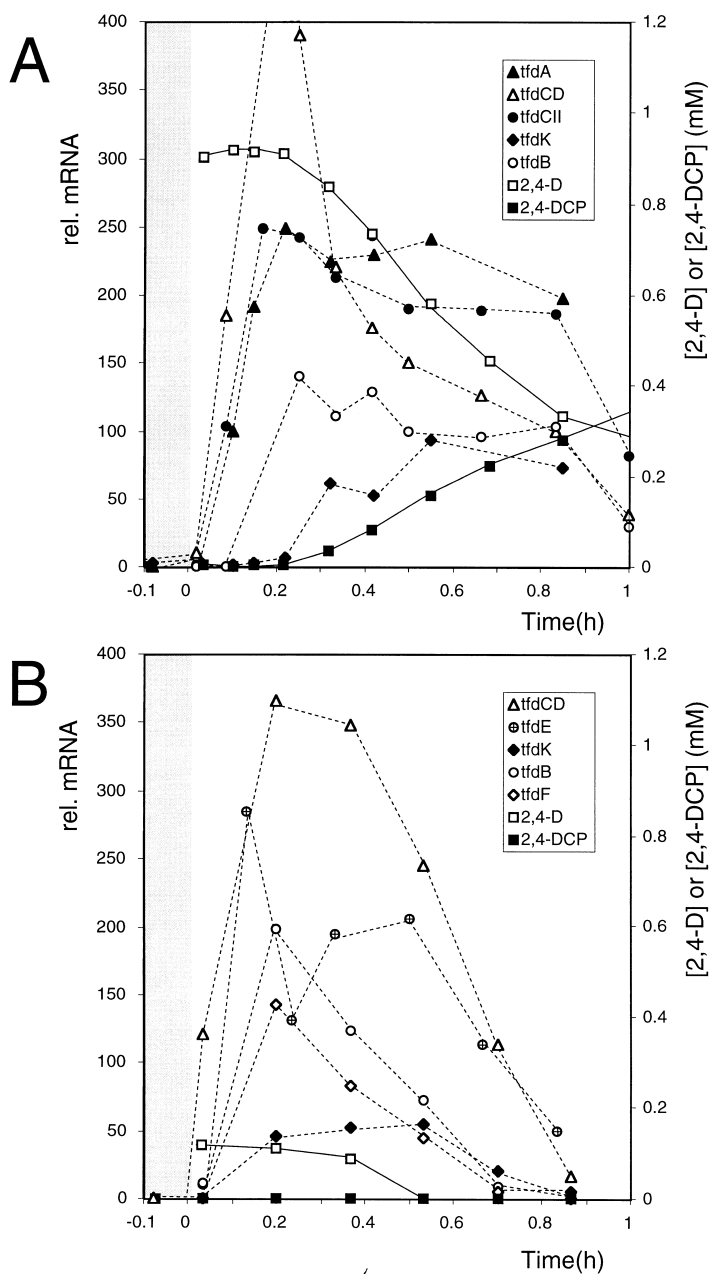 A
400
350
300
250
200
150
100
50
0
rel. mRNA
1.2
1
0.8
0.6
0.4
0.2
0
[2,4-D] or [2,4-DCP] (mM)
tfdA
tfdCD
tfdCII
tfdK
tfdB
2,4-D
2,4-DCP
-0.1 0 0.2 0.4 0.6 0.8 1
Time(h)
B
400
350
300
250
200
150
100
50
0
rel. mRNA
1.2
1
0.8
0.6
0.4
0.2
0
[2,4-D] or [2,4-DCP] (mM)
tfdCD
tfdE
tfdK
tfdB
tfdF
2,4-D
2,4-DCP
-0.1 0 0.2 0.4 0.6 0.8 1
Time(h)